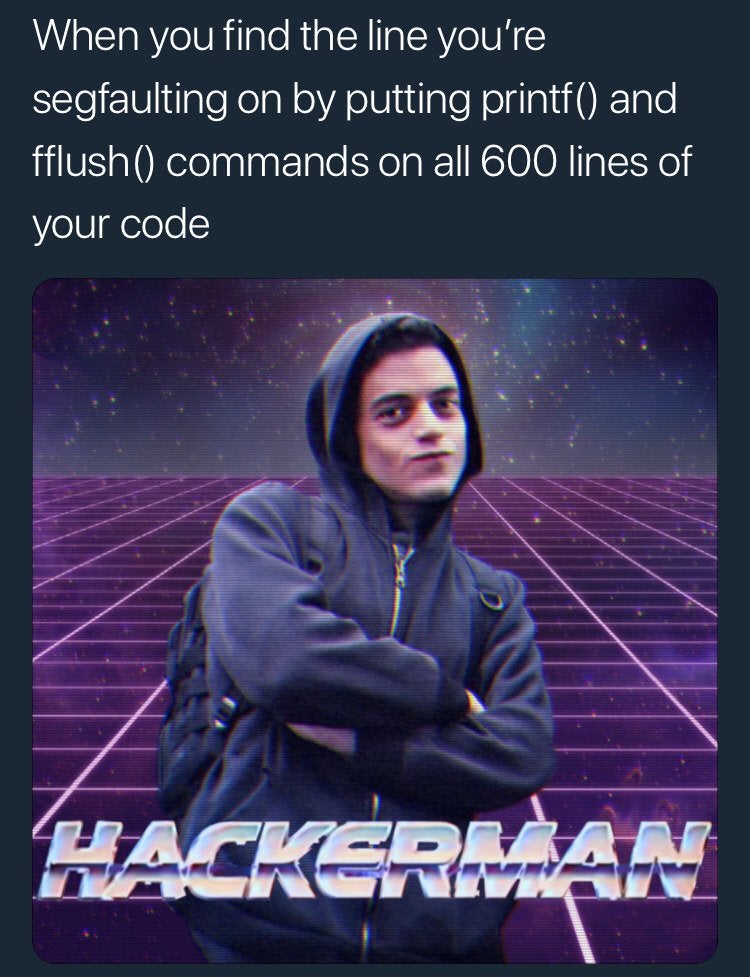 When you find the line you’re
segfaulting on by putting printf() and
fflush() commands on all 600 lines of
your code
HACKERMAN